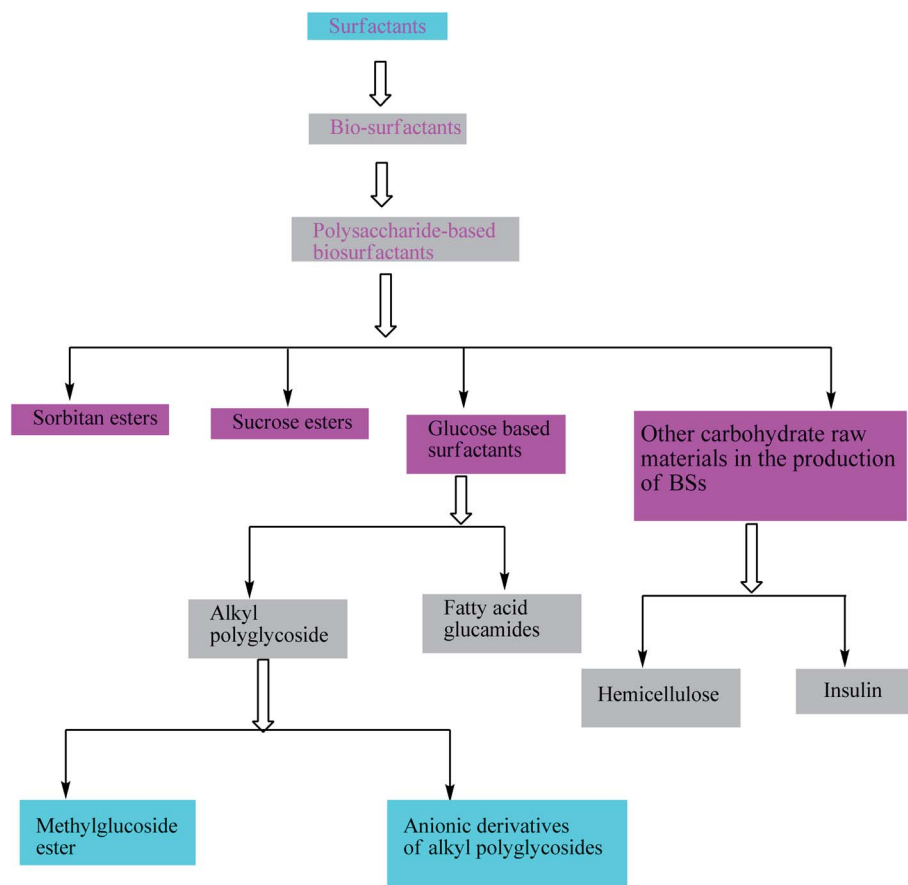 Surfactants
Bio-surfactants
Polysaccharide-based
biosurfactants
Sorbitan esters
Sucrose esters
Glucose based
surfactants
Other carbohydrate raw
materials in the production
of BSs
Alkyl
polyglycoside
Fatty acid
glucamides
Hemicellulose
Insulin
Methylglucoside
ester
Anionic derivatives
of alkyl polyglycosides